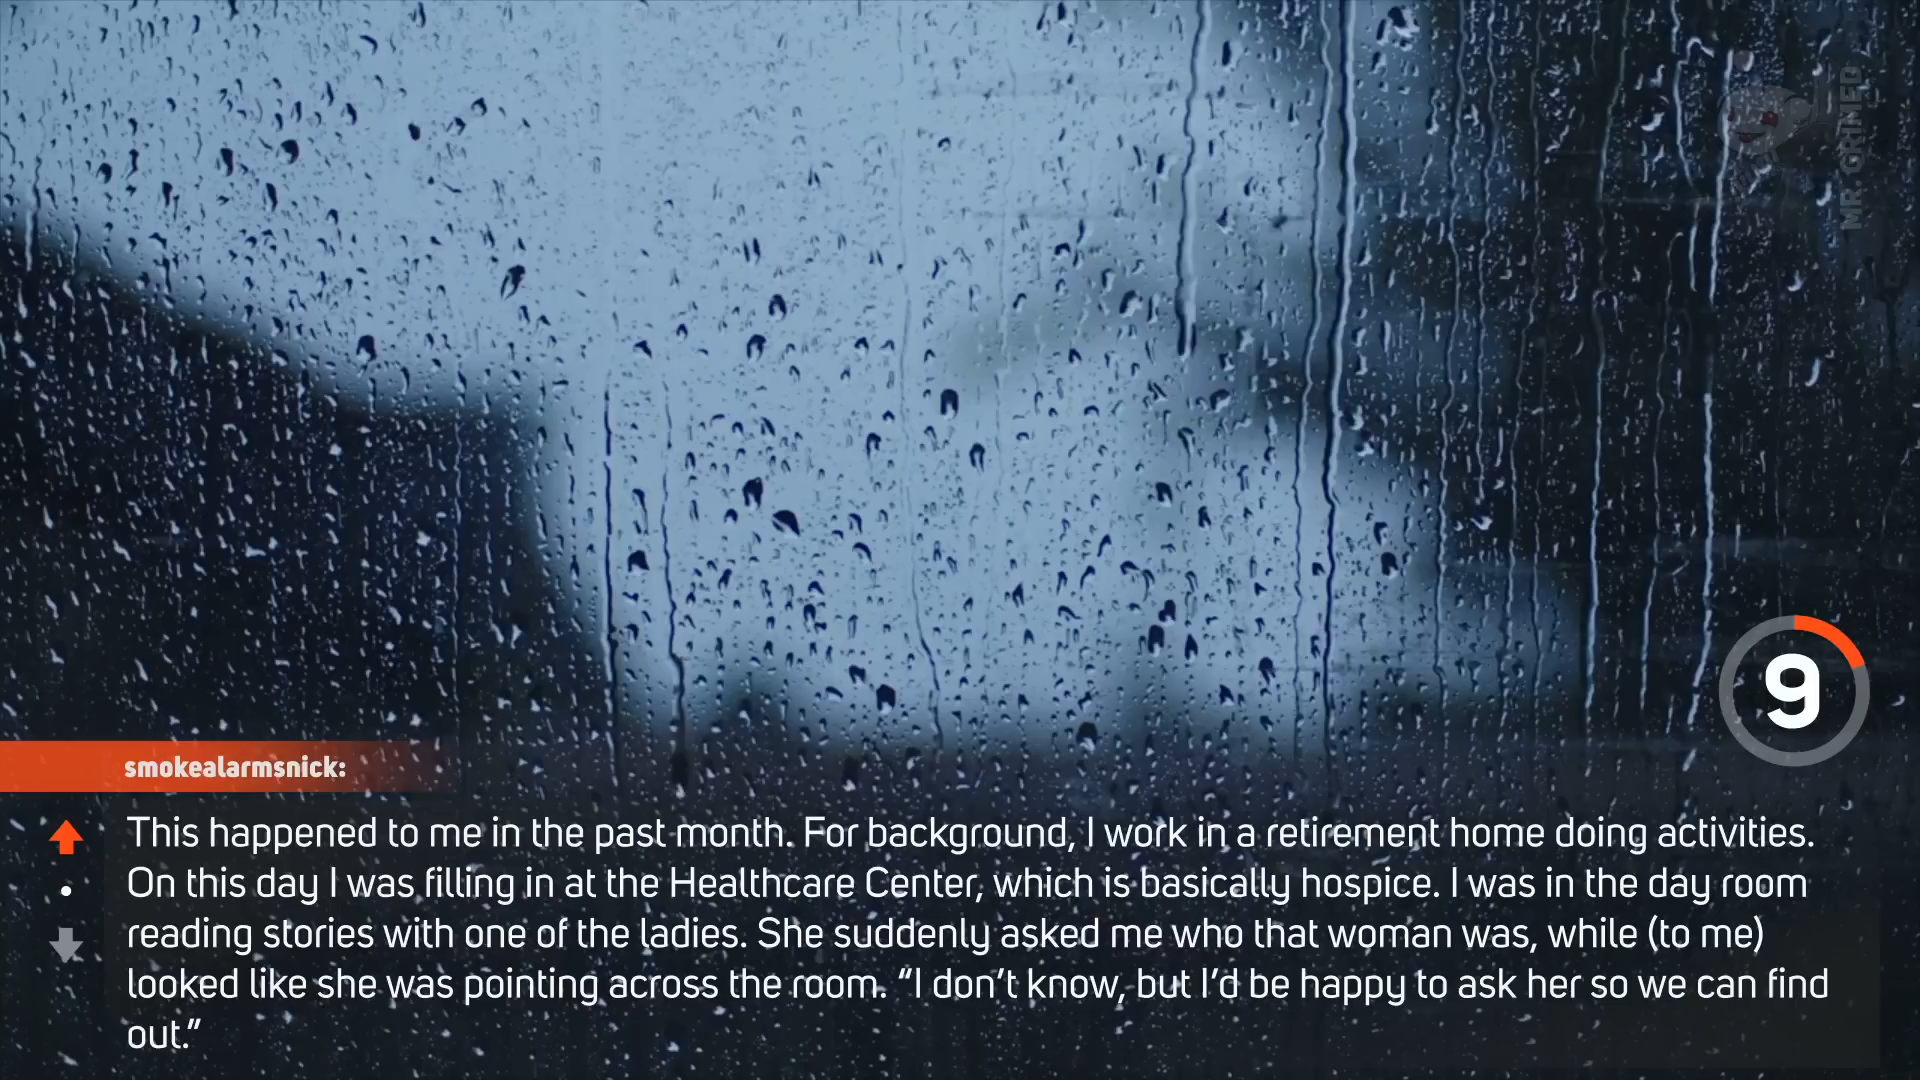 MR.GRINED
9
smokealarmsnick:
This happened to me in the past month. For background, I work in a retirement home doing activities.
On this day I was filling in at the Healthcare Center, which is basically hospice. I was in the day room
reading stories with one of the ladies. She suddenly asked me who that woman was, while (to me)
looked like she was pointing across the room. “I don’t know, but I’d be happy to ask her so we can find
out.”